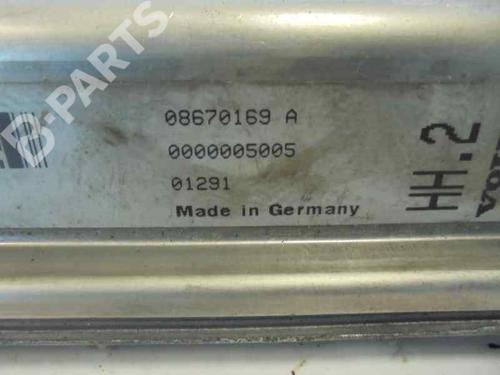 B-PARTS
08670169 A
0000005005
01291
Made in Germany
HH.2